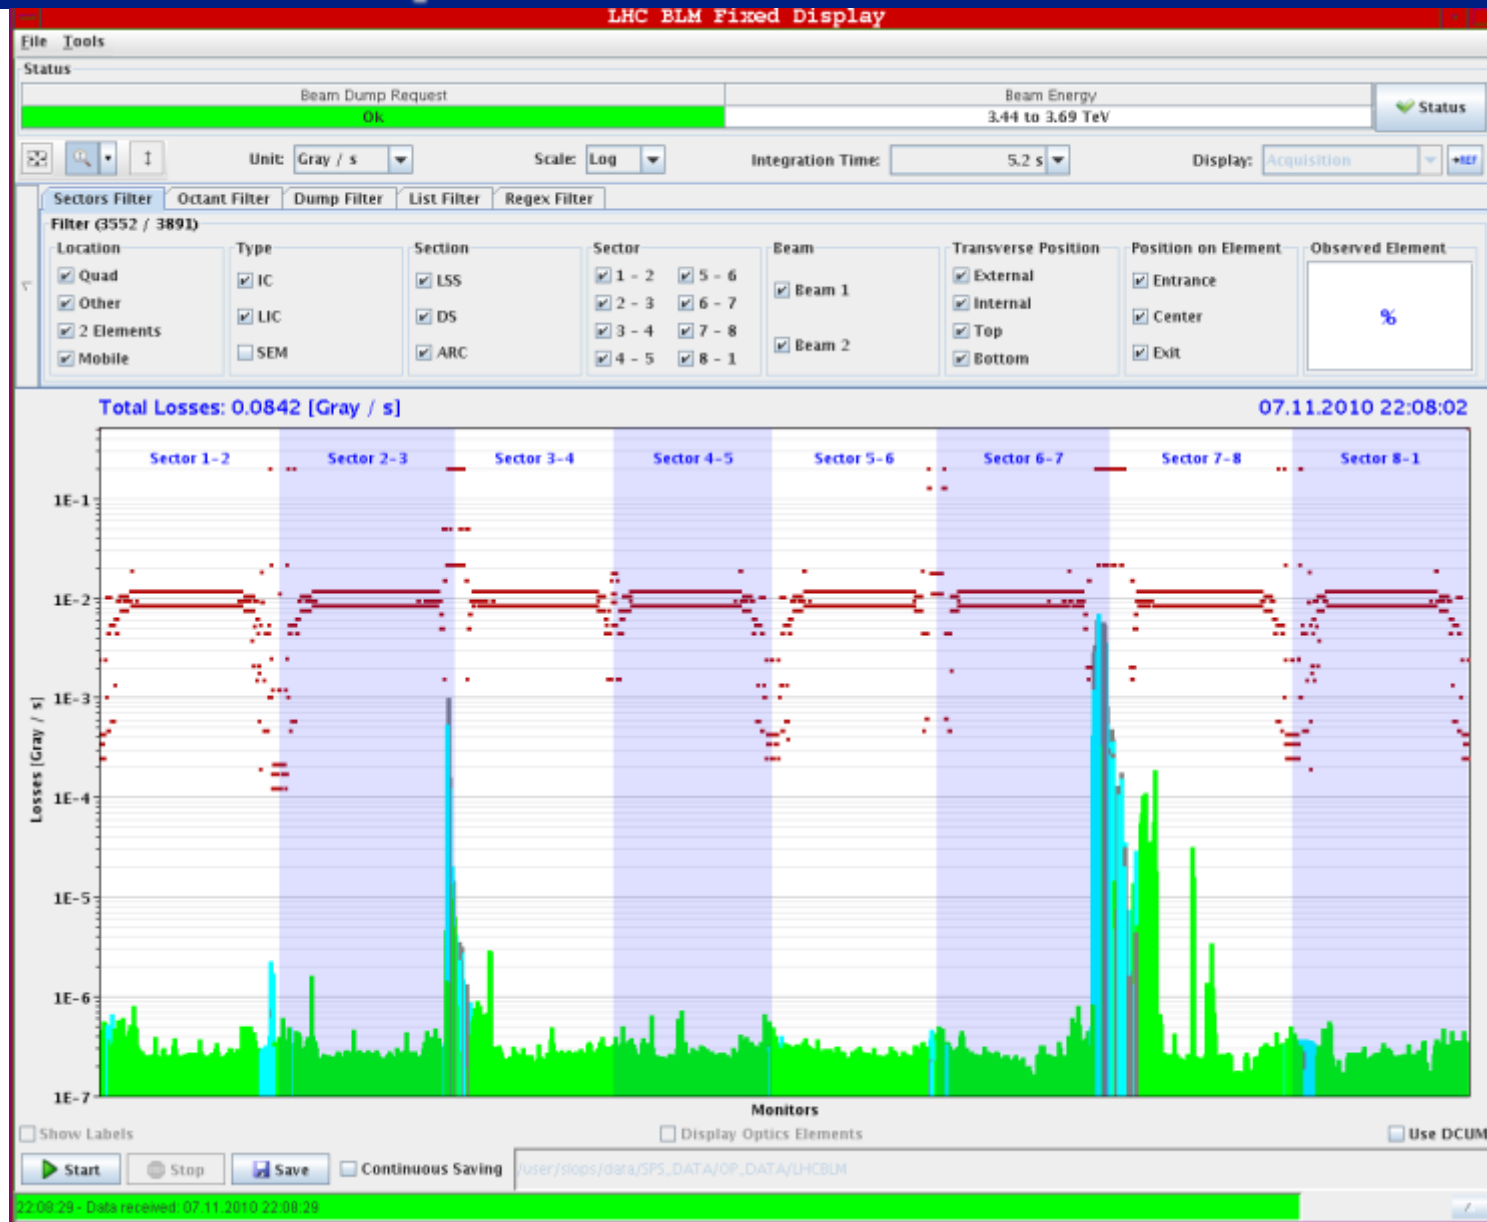 LHC BLM Fixed Display
File Tools
Status
Beam Dump Request Beam Energy
Ok 3.44 to 3.69 TeV Status
Unit: Gray / s Scale: Log Integration Time: 5.2 s Display: Acquisition →REF
Sectors Filter Octant Filter Dump Filter List Filter Regex Filter
Filter (3552 / 3891)
Location Type Section Sector Beam Transverse Position Position on Element Observed Element
Quad IC LSS 1 - 2 5 - 6 Beam 1 External Entrance %
Other LIC DS 2 - 3 6 - 7 Beam 2 Internal Center
2 Elements SEM ARC 3 - 4 7 - 8 Top Exit
Mobile 4 - 5 8 - 1 Bottom
Total Losses: 0.0842 [Gray / s] 07.11.2010 22:08:02
Sector 1-2 Sector 2-3 Sector 3-4 Sector 4-5 Sector 5-6 Sector 6-7 Sector 7-8 Sector 8-1
1E-1
1E-2
1E-3
1E-4
1E-5
1E-6
1E-7
Losses [Gray / s]
Monitors
Show Labels Display Optics Elements Use DCUM
Start Stop Save Continuous Saving /user/slops/data/SPS_DATA/OP_DATA/LHCBLM
22:08:29 - Data received: 07.11.2010 22:08:29